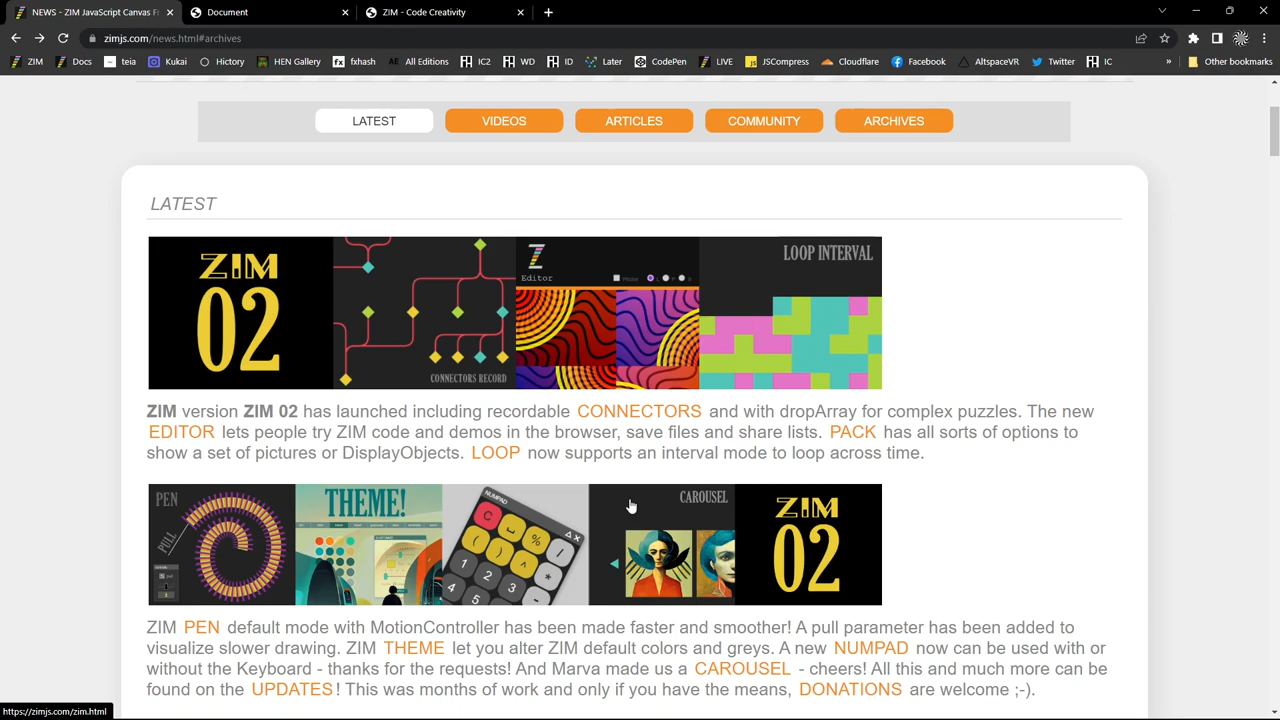 NEWS - ZIM JavaScript Canvas F
Document
ZIM - Code Creativity
zimjs.com/news.html#archives
ZIM Docs teia Kukai Hictory HEN Gallery fxhash All Editions IC2 WD ID Later CodePen LIVE JSCompress Cloudflare Facebook AltspaceVR Twitter IC » Other bookmarks
LATEST VIDEOS ARTICLES COMMUNITY ARCHIVES
LATEST
ZIM
02
CONNECTORS RECORD
Editor
LOOP INTERVAL
ZIM version ZIM 02 has launched including recordable CONNECTORS and with dropArray for complex puzzles. The new
EDITOR lets people try ZIM code and demos in the browser, save files and share lists. PACK has all sorts of options to
show a set of pictures or DisplayObjects. LOOP now supports an interval mode to loop across time.
PEN
PULL
THEME!
NUMPAD
C
%
1 2 3
4 5 6
CAROUSEL
ZIM
02
ZIM PEN default mode with MotionController has been made faster and smoother! A pull parameter has been added to
visualize slower drawing. ZIM THEME let you alter ZIM default colors and greys. A new NUMPAD now can be used with or
without the Keyboard - thanks for the requests! And Marva made us a CAROUSEL - cheers! All this and much more can be
found on the UPDATES! This was months of work and only if you have the means, DONATIONS are welcome ;-).
https://zimjs.com/zim.html